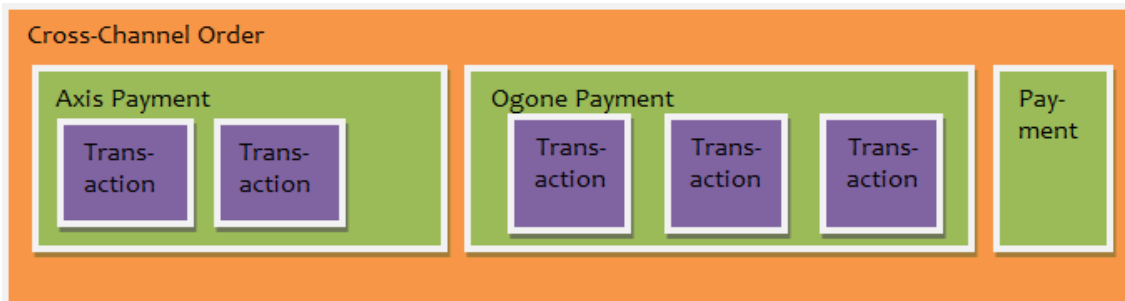 Cross-Channel Order
Axis Payment
Trans-
action
Trans-
action
Ogone Payment
Trans-
action
Trans-
action
Trans-
action
Pay-
ment